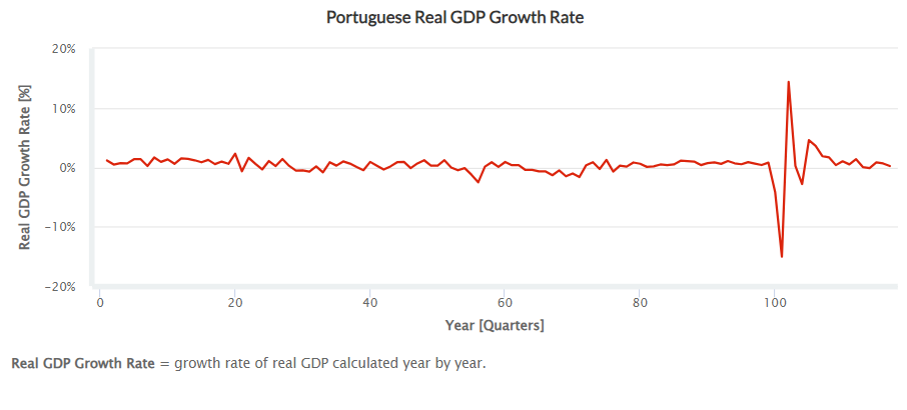 Portuguese Real GDP Growth Rate
20%
10%
0%
−10%
−20%
Real GDP Growth Rate [%]
0 20 40 60 80 100
Year [Quarters]
Real GDP Growth Rate = growth rate of real GDP calculated year by year.